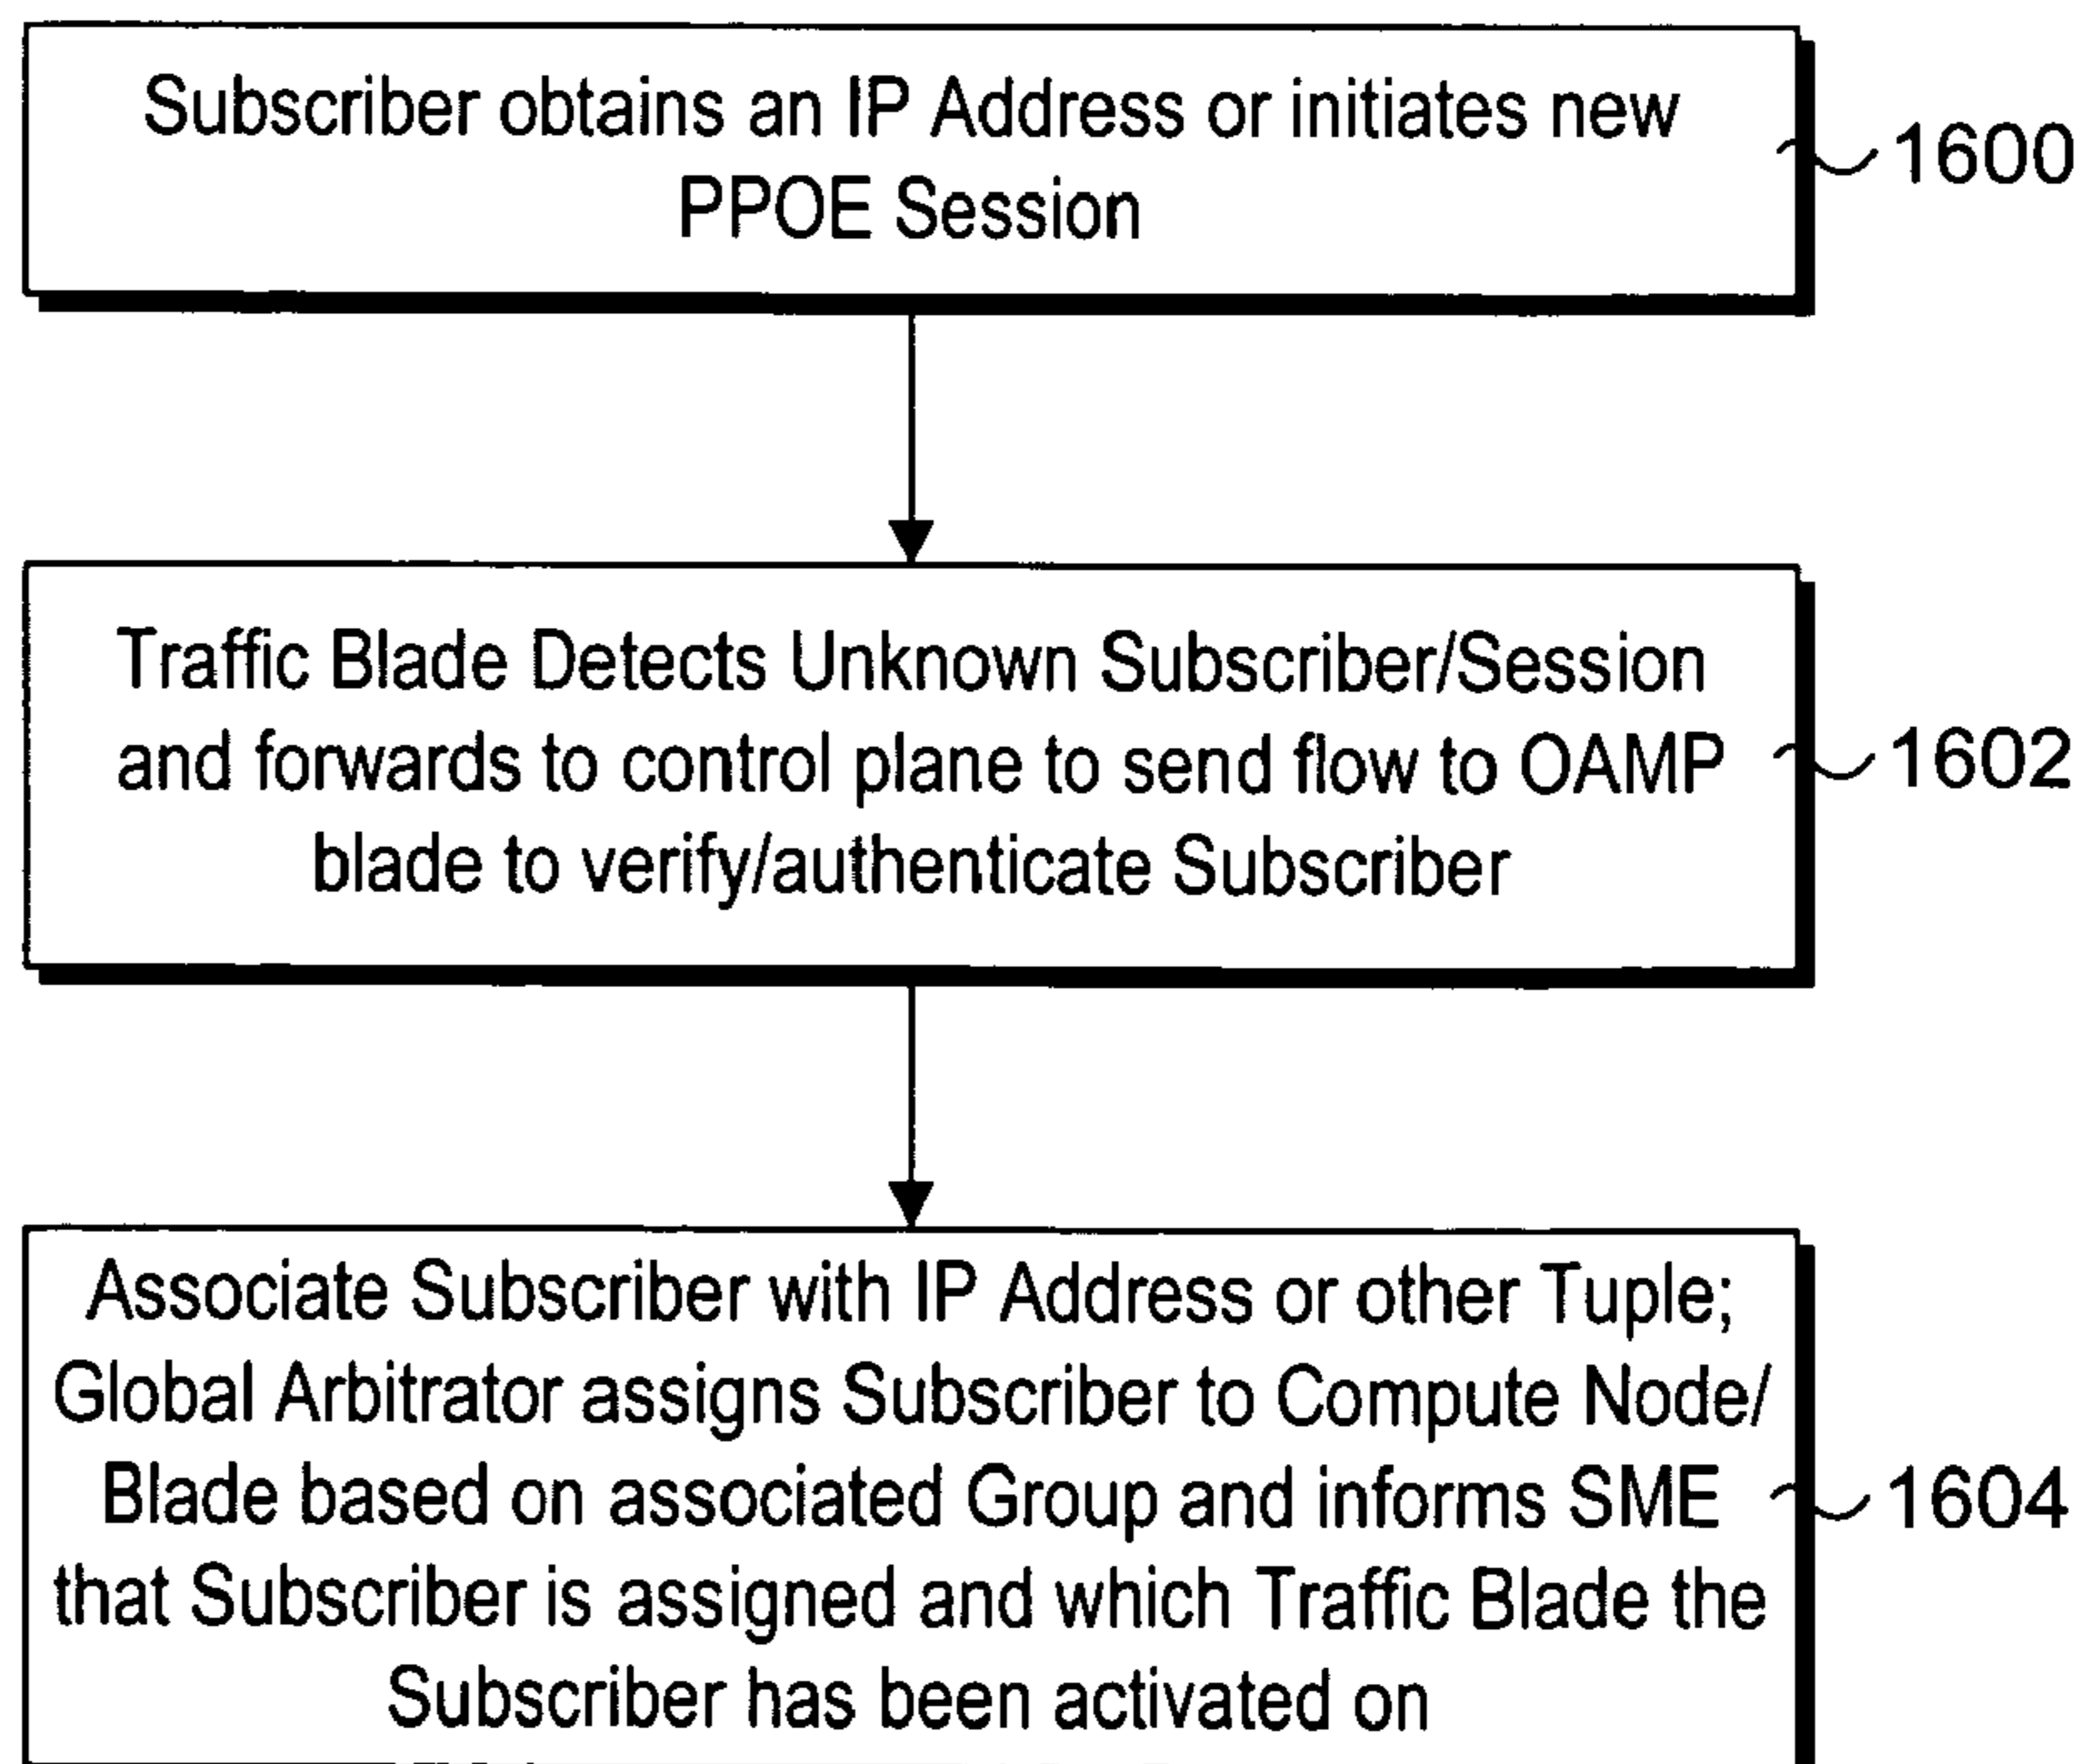 Subscriber obtains an IP Address or initiates new
PPOE Session
1600
Traffic Blade Detects Unknown Subscriber/Session
and forwards to control plane to send flow to OAMP
blade to verify/authenticate Subscriber
1602
Associate Subscriber with IP Address or other Tuple;
Global Arbitrator assigns Subscriber to Compute Node/
Blade based on associated Group and informs SME
that Subscriber is assigned and which Traffic Blade the
Subscriber has been activated on
1604